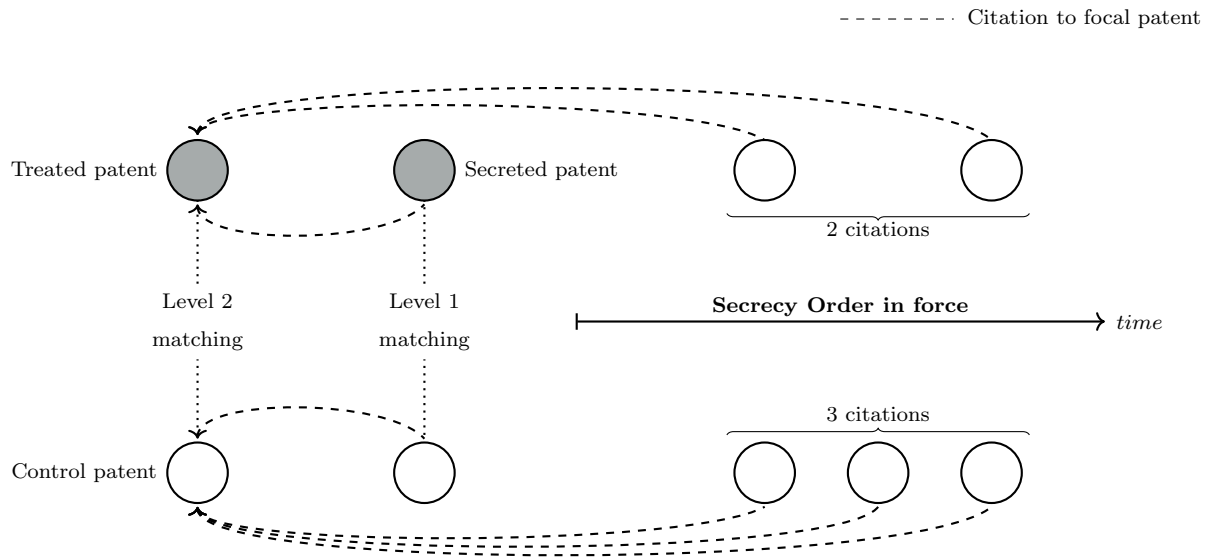 Citation to focal patent
Treated patent
Secreted patent
2 citations
Level 2
matching
Level 1
matching
Secrecy Order in force
time
3 citations
Control patent